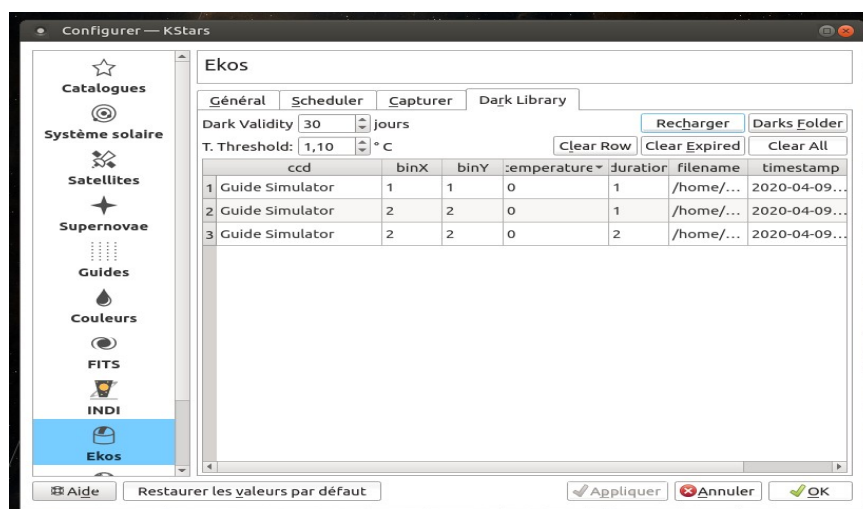 Configurer — KStars
Catalogues
Système solaire
Satellites
Supernovae
Guides
Couleurs
FITS
INDI
Ekos
Ekos
Général Scheduler Capturer Dark Library
Dark Validity 30 jours Recharger Darks Folder
T. Threshold: 1,10 ° C Clear Row Clear Expired Clear All
ccd binX binY :emperature duration filename timestamp
1 Guide Simulator 1 1 0 1 /home/... 2020-04-09...
2 Guide Simulator 2 2 0 1 /home/... 2020-04-09...
3 Guide Simulator 2 2 0 2 /home/... 2020-04-09...
Aide Restaurer les valeurs par défaut Appliquer Annuler OK